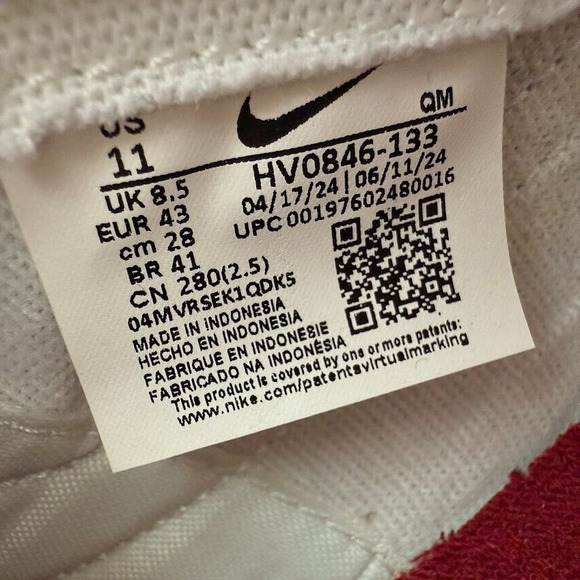 US
11
UK 8.5
EUR 43
cm 28
BR 41
CN 280(2.5)
04MVRSEK1QDK5
QM
HV0846-133
04/17/24 | 06/11/24
UPC 00197602480016
MADE IN INDONESIA
HECHO EN INDONESIA
FABRIQUE EN INDONESIE
FABRICADO NA INDONÉSIA
This product is covered by one or more patents:
www.nike.com/patentsvirtualmarking